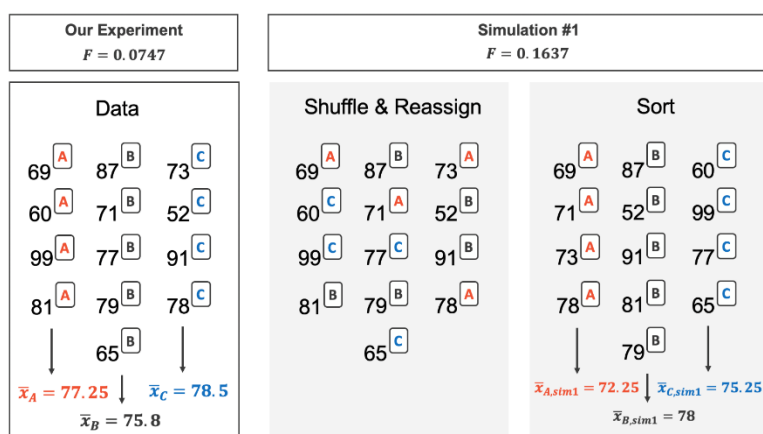 Our Experiment
F = 0.0747
Simulation #1
F = 0.1637
Data
69 A 87 B 73 C
60 A 71 B 52 C
99 A 77 B 91 C
81 A 79 B 78 C
65 B
x̅A = 77.25 x̅C = 78.5
x̅B = 75.8
Shuffle & Reassign
69 A 87 B 73 A
60 C 71 A 52 B
99 C 77 C 91 B
81 B 79 B 78 A
65 C
Sort
69 A 87 B 60 C
71 A 52 B 99 C
73 A 91 B 77 C
78 A 81 B 65 C
79 B
x̅A,sim1 = 72.25 x̅C,sim1 = 75.25
x̅B,sim1 = 78